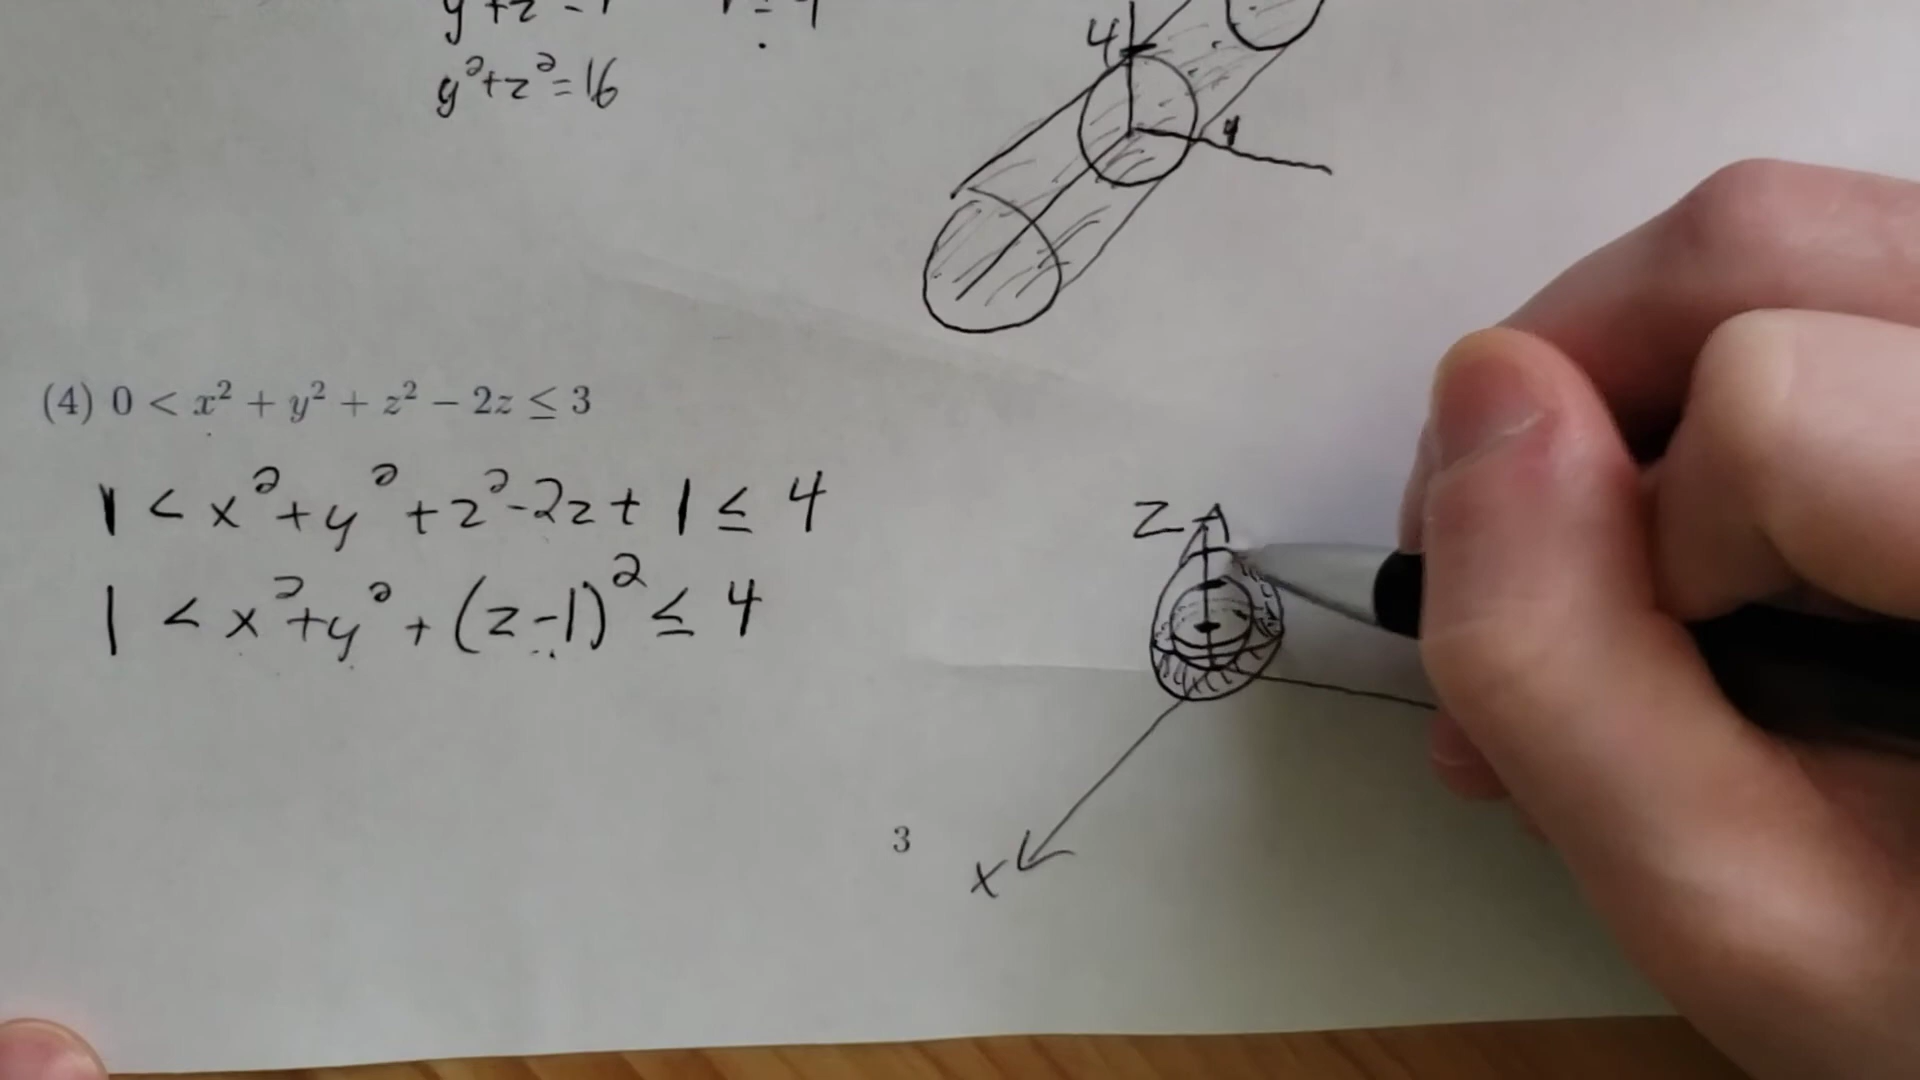 y²+z²=16
4
4
(4) 0 < x² + y² + z² − 2z ≤ 3
1 < x²+y²+z²-2z+1 ≤ 4
1 < x²+y²+(z-1)² ≤ 4
z
x
3